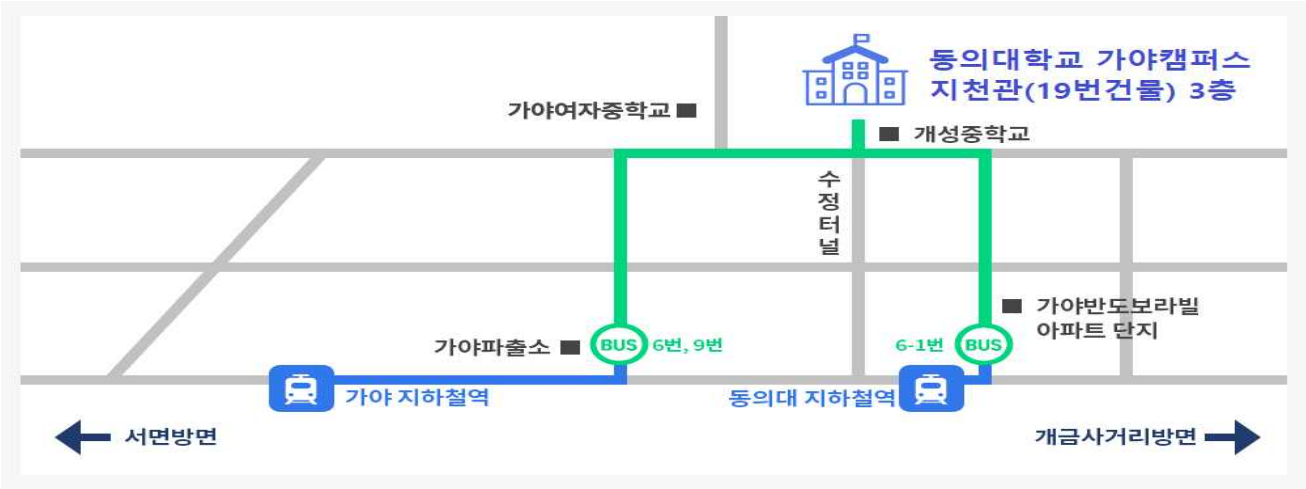 동의대학교 가야캠퍼스
지천관(19번건물) 3층
가야여자중학교
개성중학교
수정터널
가야반도보라빌
아파트 단지
가야파출소
BUS
6번, 9번
6-1번
BUS
가야 지하철역
동의대 지하철역
서면방면
개금사거리방면